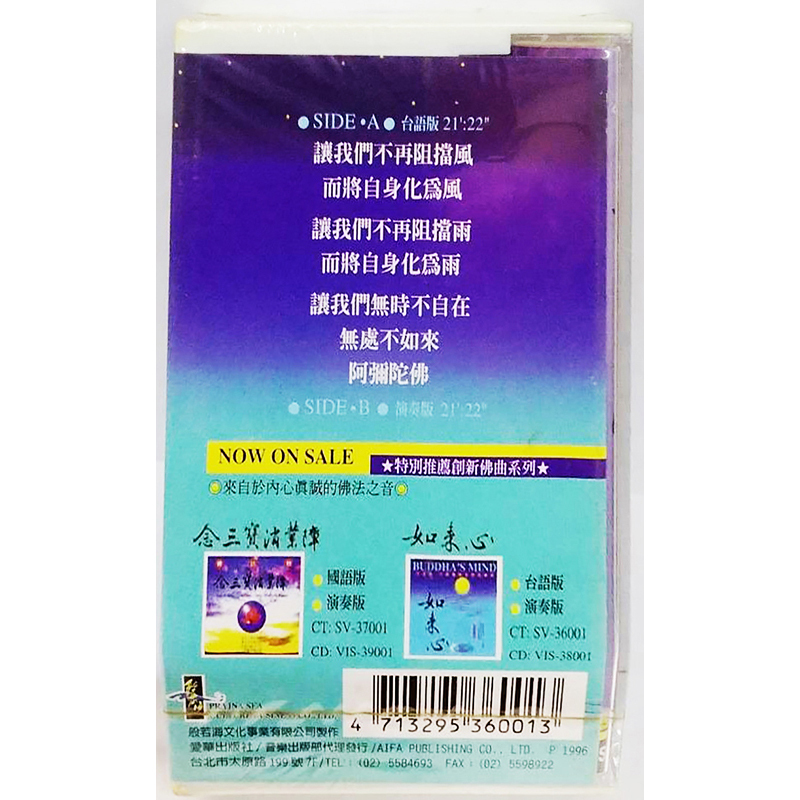 ●SIDE•A● 台語版 21':22"
讓我們不再阻擋風
而將自身化爲風
讓我們不再阻擋雨
而將自身化爲雨
讓我們無時不自在
無處不如來
阿彌陀佛
●SIDE•B● 演奏版 21':22"
NOW ON SALE
★特別推薦創新佛曲系列★
來自於內心眞誠的佛法之音
念三寶消業障
念三寶消業障
國語版
演奏版
CT: SV-37001
CD: VIS-39001
如來心
BUDDHA'S MIND
如來心
台語版
演奏版
CT: SV-36001
CD: VIS-38001
PRAJNA SEA
4 713295 360013
般若海文化事業有限公司製作
愛華出版社/音樂出版部代理發行/AIFA PUBLISHING CO., LTD. P 1996
台北市太原路199號7F/TEL: (02) 5584693 FAX: (02) 5598922